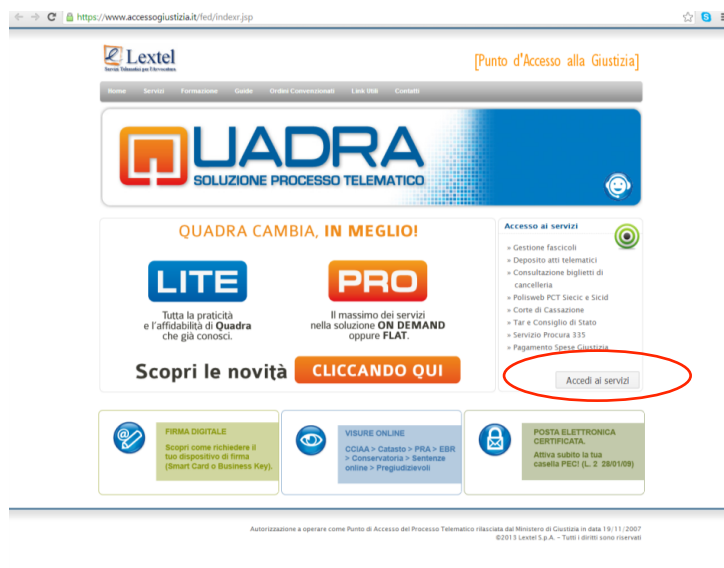 https://www.accessogiustizia.it/fed/indexr.jsp
Lextel
Servizi Telematici per l'Avvocatura
[Punto d'Accesso alla Giustizia]
Home Servizi Formazione Guide Ordini Convenzionati Link Utili Contatti
QUADRA
SOLUZIONE PROCESSO TELEMATICO
QUADRA CAMBIA, IN MEGLIO!
LITE
Tutta la praticità
e l'affidabilità di Quadra
che già conosci.
PRO
Il massimo dei servizi
nella soluzione ON DEMAND
oppure FLAT.
Scopri le novità CLICCANDO QUI
Accesso ai servizi
» Gestione fascicoli
» Deposito atti telematici
» Consultazione biglietti di
cancelleria
» Polisweb PCT Siecic e Sicid
» Corte di Cassazione
» Tar e Consiglio di Stato
» Servizio Procura 335
» Pagamento Spese Giustizia
Accedi ai servizi
FIRMA DIGITALE
Scopri come richiedere il
tuo dispositivo di firma
(Smart Card o Business Key).
VISURE ONLINE
CCIAA > Catasto > PRA > EBR
> Conservatoria > Sentenze
online > Pregiudizievoli
POSTA ELETTRONICA
CERTIFICATA.
Attiva subito la tua
casella PEC! (L. 2 28/01/09)
Autorizzazione a operare come Punto di Accesso del Processo Telematico rilasciata dal Ministero di Giustizia in data 19/11/2007
©2013 Lextel S.p.A. – Tutti i diritti sono riservati